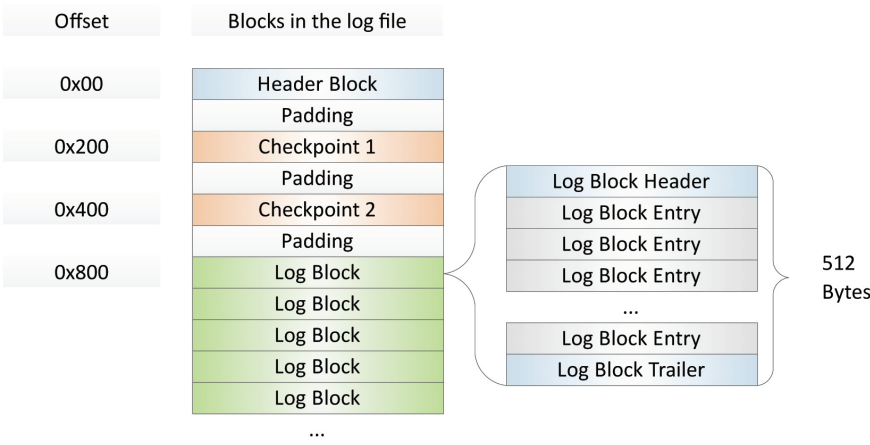 Offset Blocks in the log file
0x00 Header Block
Padding
0x200 Checkpoint 1
Padding
0x400 Checkpoint 2
Padding
0x800 Log Block
Log Block
Log Block
Log Block
Log Block
...
Log Block Header
Log Block Entry
Log Block Entry
Log Block Entry
...
Log Block Entry
Log Block Trailer
512
Bytes